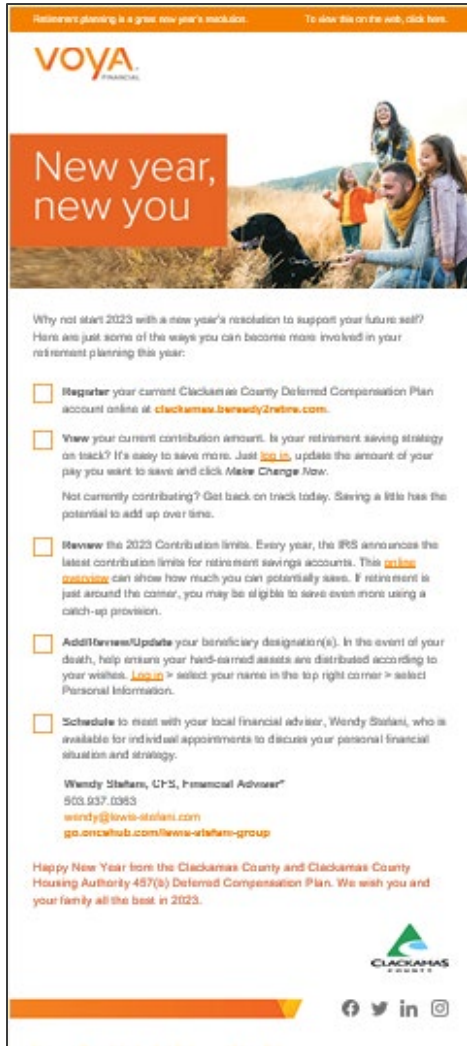 Retirement planning is a great new year's resolution. To view this on the web, click here.
VOYA
FINANCIAL
New year,
new you
Why not start 2023 with a new year's resolution to support your future self?
Here are just some of the ways you can become more involved in your
retirement planning this year:
Register your current Clackamas County Deferred Compensation Plan
account online at clackamas.beready2retire.com.
View your current contribution amount. Is your retirement saving strategy
on track? It's easy to save more. Just log in, update the amount of your
pay you want to save and click Make Change Now.
Not currently contributing? Get back on track today. Saving a little has the
potential to add up over time.
Review the 2023 Contribution limits. Every year, the IRS announces the
latest contribution limits for retirement savings accounts. This online
overview can show how much you can potentially save. If retirement is
just around the corner, you may be eligible to save even more using a
catch-up provision.
Add/Review/Update your beneficiary designation(s). In the event of your
death, help ensure your hard-earned assets are distributed according to
your wishes. Log in > select your name in the top right corner > select
Personal Information.
Schedule to meet with your local financial adviser, Wendy Stefani, who is
available for individual appointments to discuss your personal financial
situation and strategy.
Wendy Stefani, CFS, Financial Adviser*
503.937.0363
wendy@lewis-stefani.com
go.oncehub.com/lewis-stefani-group
Happy New Year from the Clackamas County and Clackamas County
Housing Authority 457(b) Deferred Compensation Plan. We wish you and
your family all the best in 2023.
CLACKAMAS
COUNTY